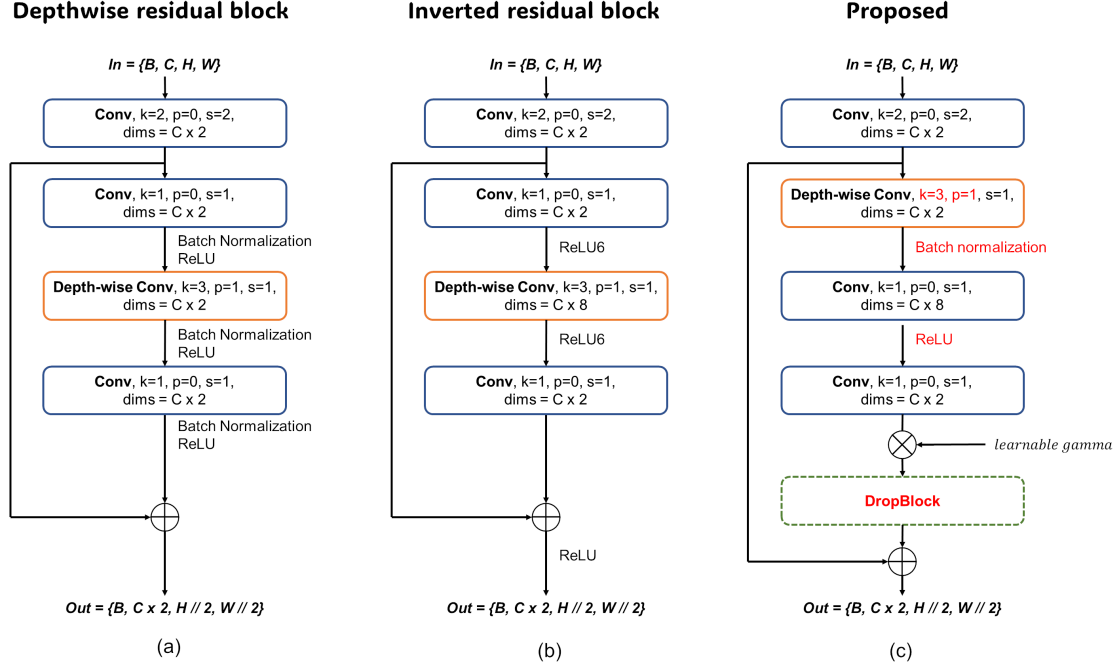 Depthwise residual block
In = {B, C, H, W}
Conv, k=2, p=0, s=2,
dims = C x 2
Conv, k=1, p=0, s=1,
dims = C x 2
Batch Normalization
ReLU
Depth-wise Conv, k=3, p=1, s=1,
dims = C x 2
Batch Normalization
ReLU
Conv, k=1, p=0, s=1,
dims = C x 2
Batch Normalization
ReLU
Out = {B, C x 2, H // 2, W // 2}
(a)
Inverted residual block
In = {B, C, H, W}
Conv, k=2, p=0, s=2,
dims = C x 2
Conv, k=1, p=0, s=1,
dims = C x 2
ReLU6
Depth-wise Conv, k=3, p=1, s=1,
dims = C x 8
ReLU6
Conv, k=1, p=0, s=1,
dims = C x 2
ReLU
Out = {B, C x 2, H // 2, W // 2}
(b)
Proposed
In = {B, C, H, W}
Conv, k=2, p=0, s=2,
dims = C x 2
Depth-wise Conv, k=3, p=1, s=1,
dims = C x 2
Batch normalization
Conv, k=1, p=0, s=1,
dims = C x 8
ReLU
Conv, k=1, p=0, s=1,
dims = C x 2
learnable gamma
DropBlock
Out = {B, C x 2, H // 2, W // 2}
(c)